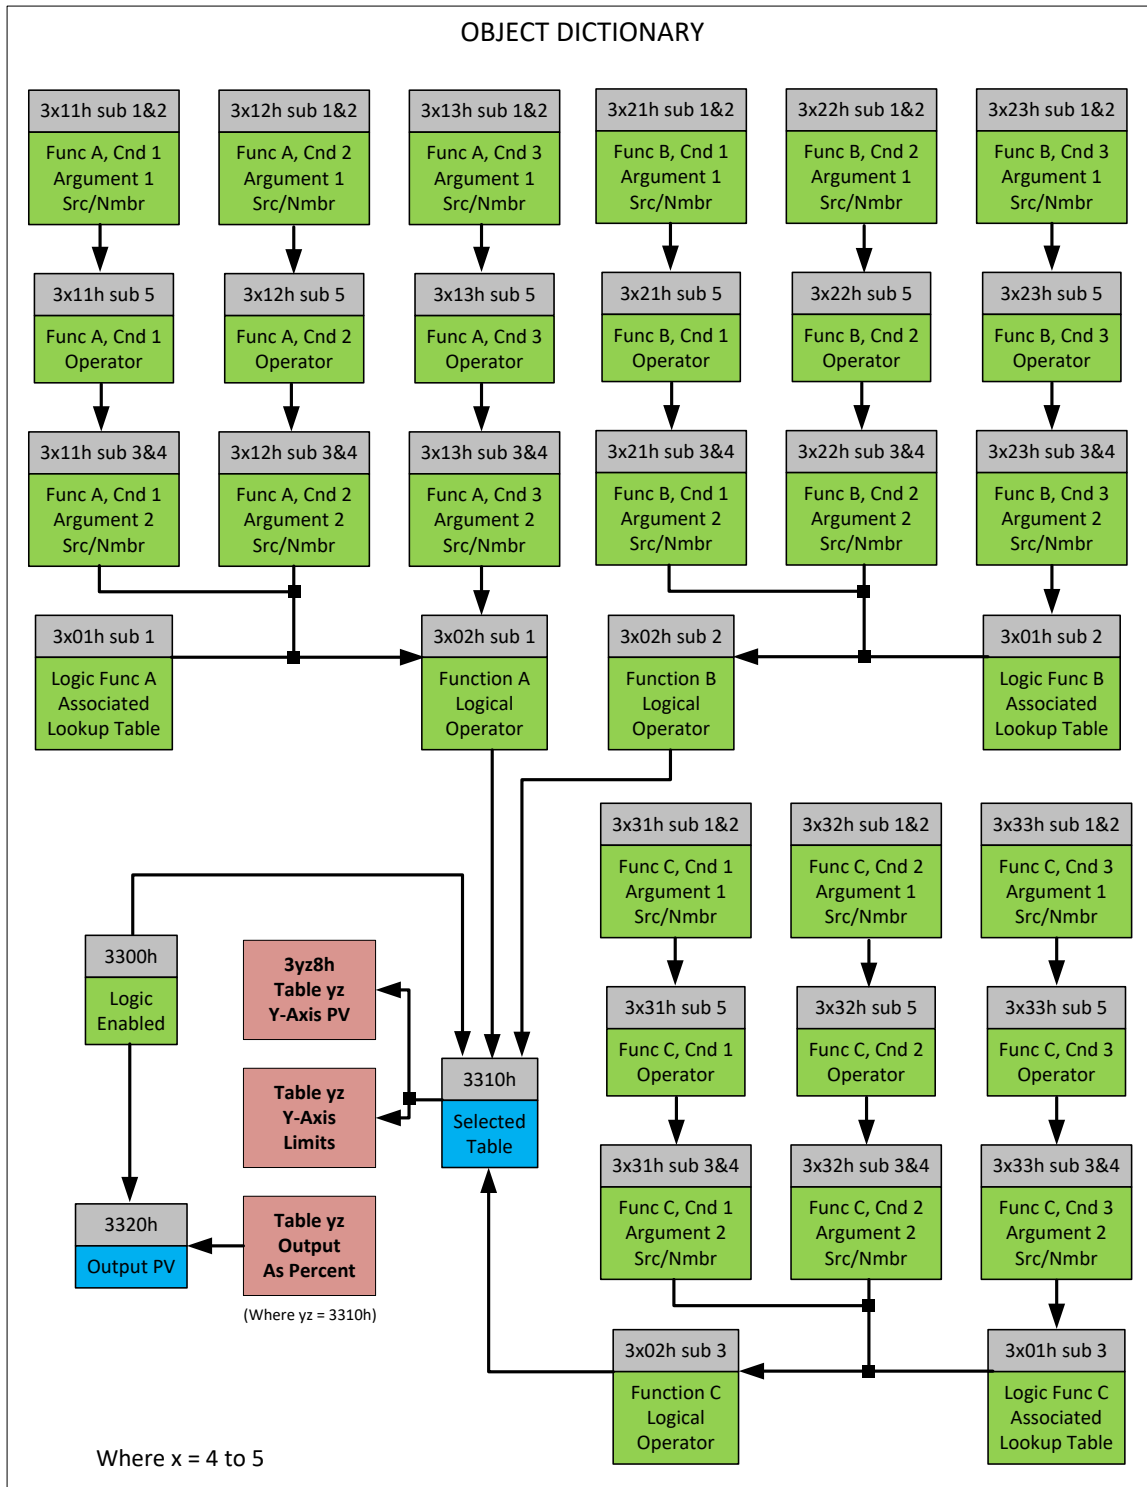 OBJECT DICTIONARY
3x11h sub 1&2
Func A, Cnd 1
Argument 1
Src/Nmbr
3x12h sub 1&2
Func A, Cnd 2
Argument 1
Src/Nmbr
3x13h sub 1&2
Func A, Cnd 3
Argument 1
Src/Nmbr
3x21h sub 1&2
Func B, Cnd 1
Argument 1
Src/Nmbr
3x22h sub 1&2
Func B, Cnd 2
Argument 1
Src/Nmbr
3x23h sub 1&2
Func B, Cnd 3
Argument 1
Src/Nmbr
3x11h sub 5
Func A, Cnd 1
Operator
3x12h sub 5
Func A, Cnd 2
Operator
3x13h sub 5
Func A, Cnd 3
Operator
3x21h sub 5
Func B, Cnd 1
Operator
3x22h sub 5
Func B, Cnd 2
Operator
3x23h sub 5
Func B, Cnd 3
Operator
3x11h sub 3&4
Func A, Cnd 1
Argument 2
Src/Nmbr
3x12h sub 3&4
Func A, Cnd 2
Argument 2
Src/Nmbr
3x13h sub 3&4
Func A, Cnd 3
Argument 2
Src/Nmbr
3x21h sub 3&4
Func B, Cnd 1
Argument 2
Src/Nmbr
3x22h sub 3&4
Func B, Cnd 2
Argument 2
Src/Nmbr
3x23h sub 3&4
Func B, Cnd 3
Argument 2
Src/Nmbr
3x01h sub 1
Logic Func A
Associated
Lookup Table
3x02h sub 1
Function A
Logical
Operator
3x02h sub 2
Function B
Logical
Operator
3x01h sub 2
Logic Func B
Associated
Lookup Table
3x31h sub 1&2
Func C, Cnd 1
Argument 1
Src/Nmbr
3x32h sub 1&2
Func C, Cnd 2
Argument 1
Src/Nmbr
3x33h sub 1&2
Func C, Cnd 3
Argument 1
Src/Nmbr
3300h
Logic
Enabled
3yz8h
Table yz
Y-Axis PV
3x31h sub 5
Func C, Cnd 1
Operator
3x32h sub 5
Func C, Cnd 2
Operator
3x33h sub 5
Func C, Cnd 3
Operator
Table yz
Y-Axis
Limits
3310h
Selected
Table
3x31h sub 3&4
Func C, Cnd 1
Argument 2
Src/Nmbr
3x32h sub 3&4
Func C, Cnd 2
Argument 2
Src/Nmbr
3x33h sub 3&4
Func C, Cnd 3
Argument 2
Src/Nmbr
3320h
Output PV
Table yz
Output
As Percent
(Where yz = 3310h)
3x02h sub 3
Function C
Logical
Operator
3x01h sub 3
Logic Func C
Associated
Lookup Table
Where x = 4 to 5